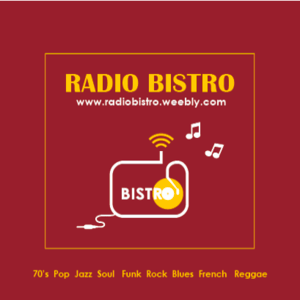 RADIO BISTRO
www.radiobistro.weebly.com
BISTRO
70's Pop Jazz Soul Funk Rock Blues French Reggae